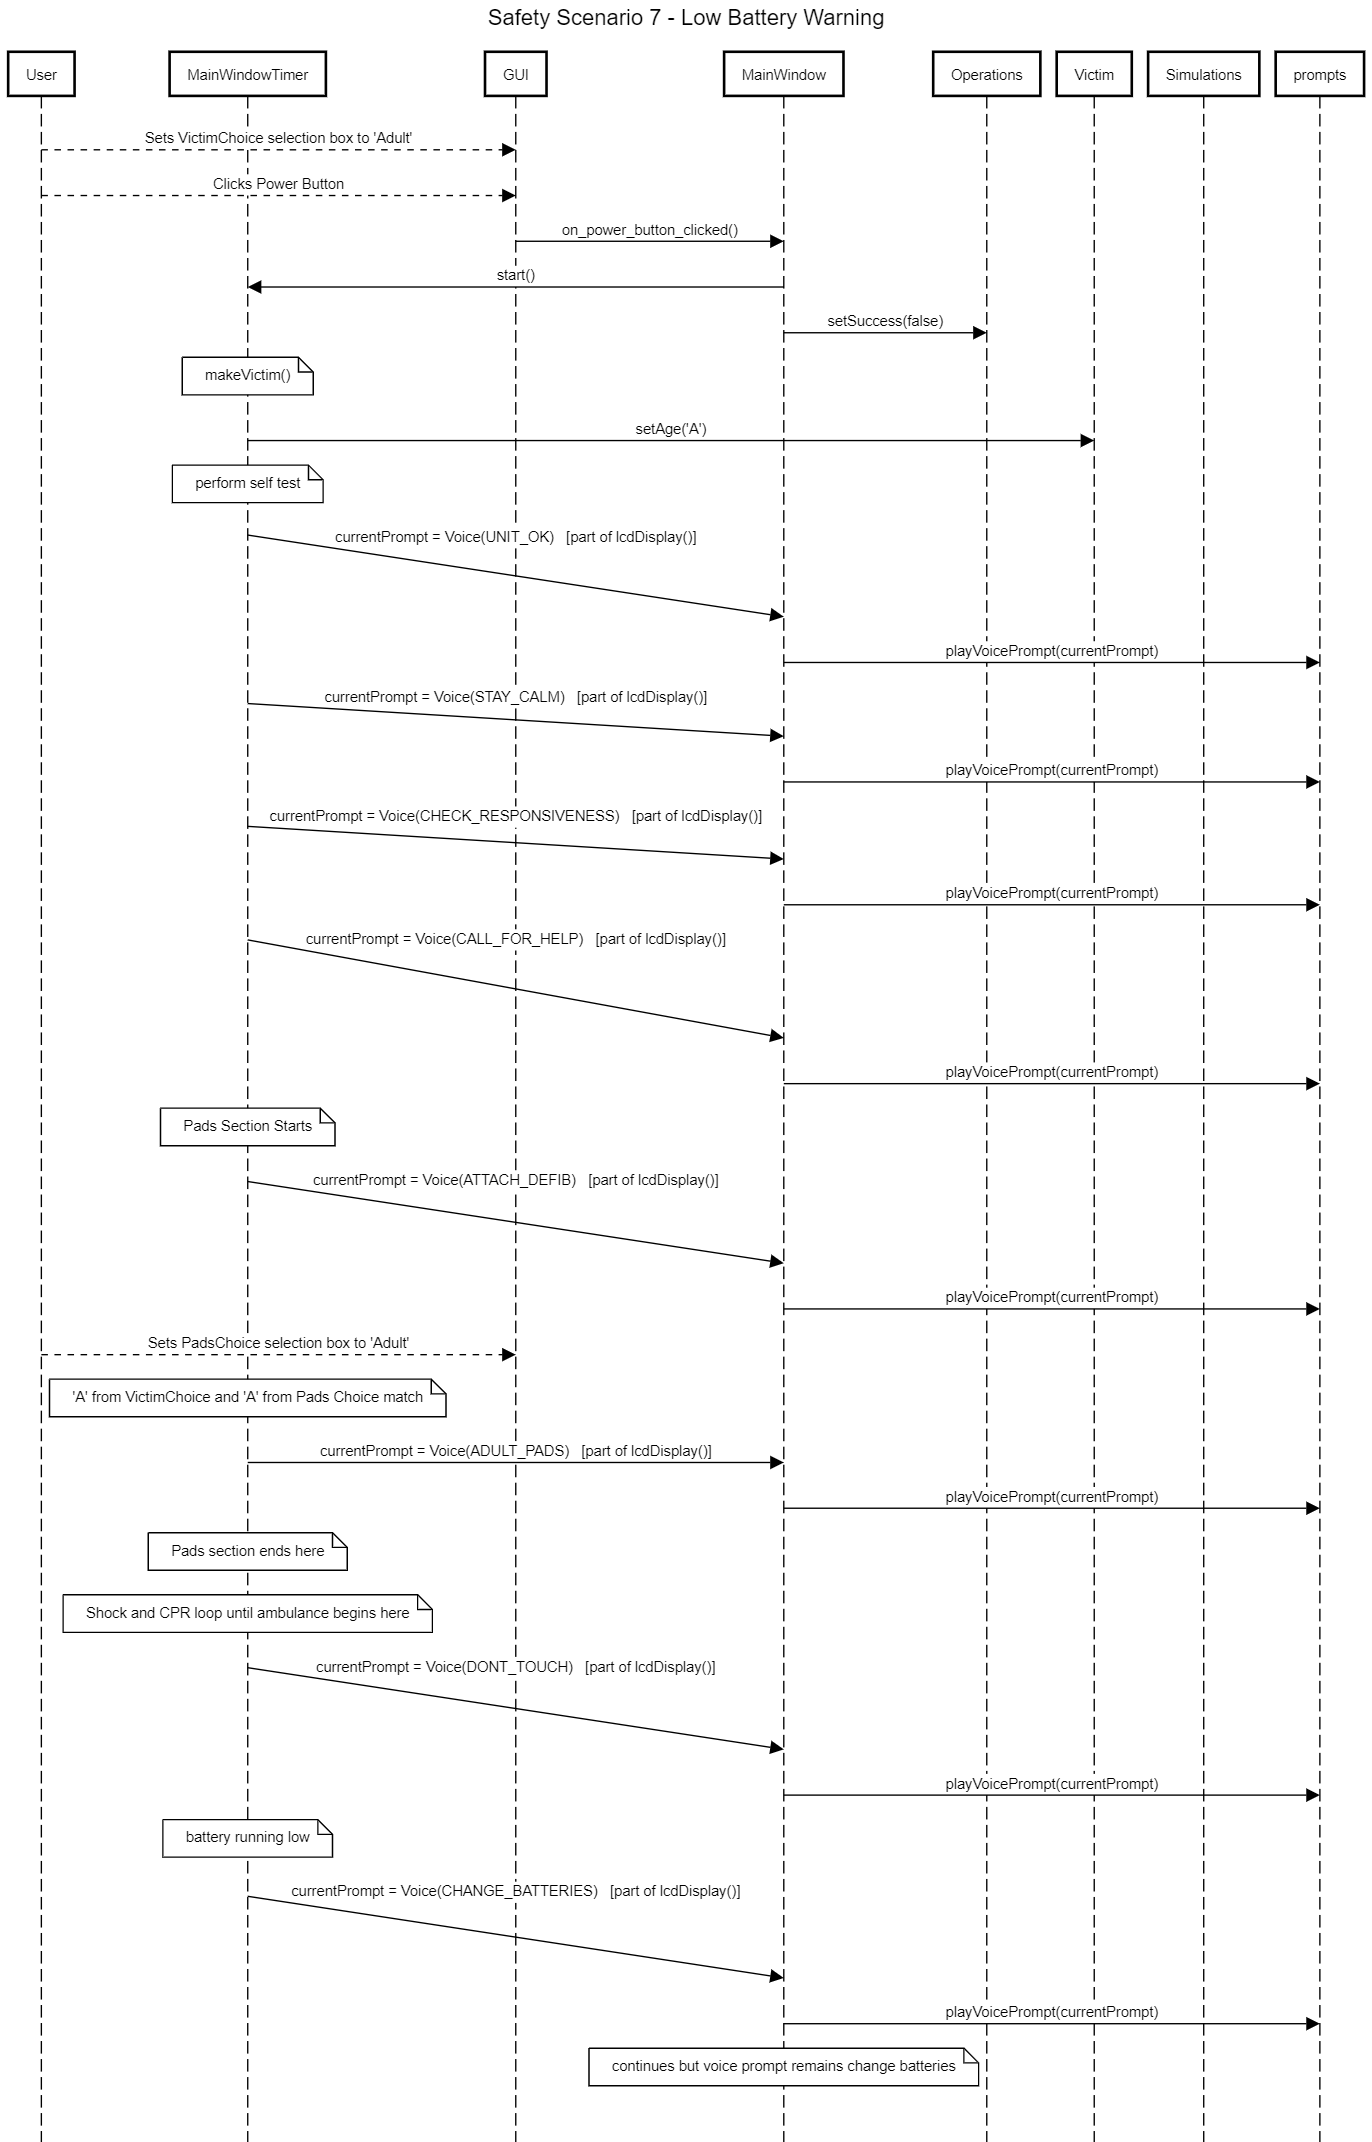 Safety Scenario 7 - Low Battery Warning
User
MainWindowTimer
GUI
MainWindow
Operations
Victim
Simulations
prompts
Sets VictimChoice selection box to 'Adult'
Clicks Power Button
on_power_button_clicked()
start()
setSuccess(false)
makeVictim()
setAge('A')
perform self test
currentPrompt = Voice(UNIT_OK)   [part of lcdDisplay()]
playVoicePrompt(currentPrompt)
currentPrompt = Voice(STAY_CALM)   [part of lcdDisplay()]
playVoicePrompt(currentPrompt)
currentPrompt = Voice(CHECK_RESPONSIVENESS)   [part of lcdDisplay()]
playVoicePrompt(currentPrompt)
currentPrompt = Voice(CALL_FOR_HELP)   [part of lcdDisplay()]
playVoicePrompt(currentPrompt)
Pads Section Starts
currentPrompt = Voice(ATTACH_DEFIB)   [part of lcdDisplay()]
playVoicePrompt(currentPrompt)
Sets PadsChoice selection box to 'Adult'
'A' from VictimChoice and 'A' from Pads Choice match
currentPrompt = Voice(ADULT_PADS)   [part of lcdDisplay()]
playVoicePrompt(currentPrompt)
Pads section ends here
Shock and CPR loop until ambulance begins here
currentPrompt = Voice(DONT_TOUCH)   [part of lcdDisplay()]
playVoicePrompt(currentPrompt)
battery running low
currentPrompt = Voice(CHANGE_BATTERIES)   [part of lcdDisplay()]
playVoicePrompt(currentPrompt)
continues but voice prompt remains change batteries